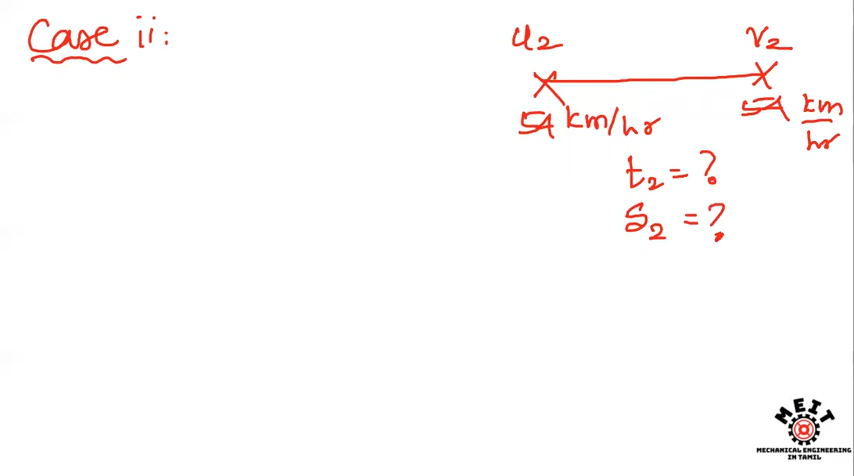 Case ii:
u₂ v₂
54 km/hr 54 km/hr
t₂ = ?
S₂ = ?
MEIT
MECHANICAL ENGINEERING
IN TAMIL